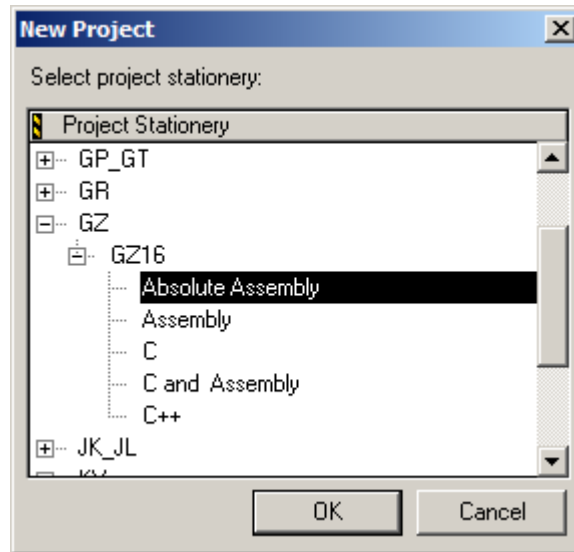 New Project
Select project stationery:
Project Stationery
GP_GT
GR
GZ
GZ16
Absolute Assembly
Assembly
C
C and Assembly
C++
JK_JL
OK Cancel